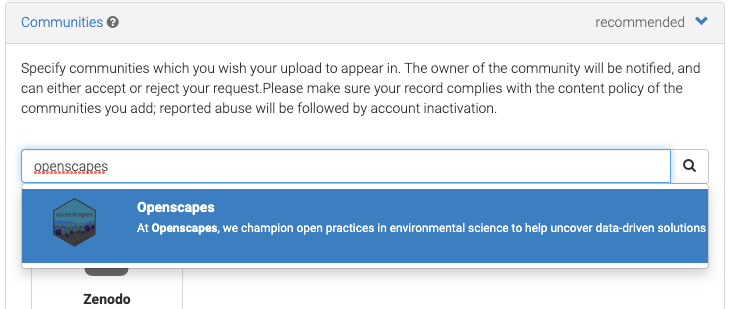 Communities
recommended
Specify communities which you wish your upload to appear in. The owner of the community will be notified, and
can either accept or reject your request.Please make sure your record complies with the content policy of the
communities you add; reported abuse will be followed by account inactivation.
openscapes
openscapes
Openscapes
At Openscapes, we champion open practices in environmental science to help uncover data-driven solutions
Zenodo